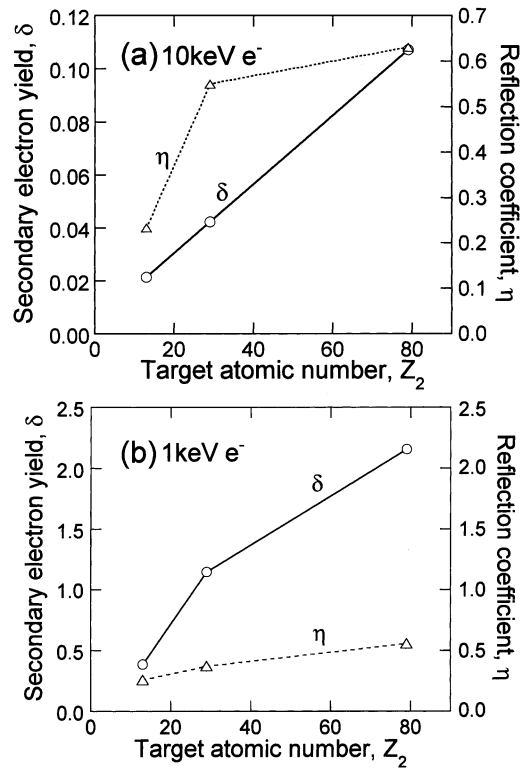 0.12
0.10
0.08
0.06
0.04
0.02
0.00
Secondary electron yield, δ
(a) 10keV e-
η
δ
0.7
0.6
0.5
0.4
0.3
0.2
0.1
0.0
Reflection coefficient, η
0 20 40 60 80
Target atomic number, Z2
2.5
2.0
1.5
1.0
0.5
0.0
Secondary electron yield, δ
(b) 1keV e-
δ
η
2.5
2.0
1.5
1.0
0.5
0.0
Reflection coefficient, η
0 20 40 60 80
Target atomic number, Z2